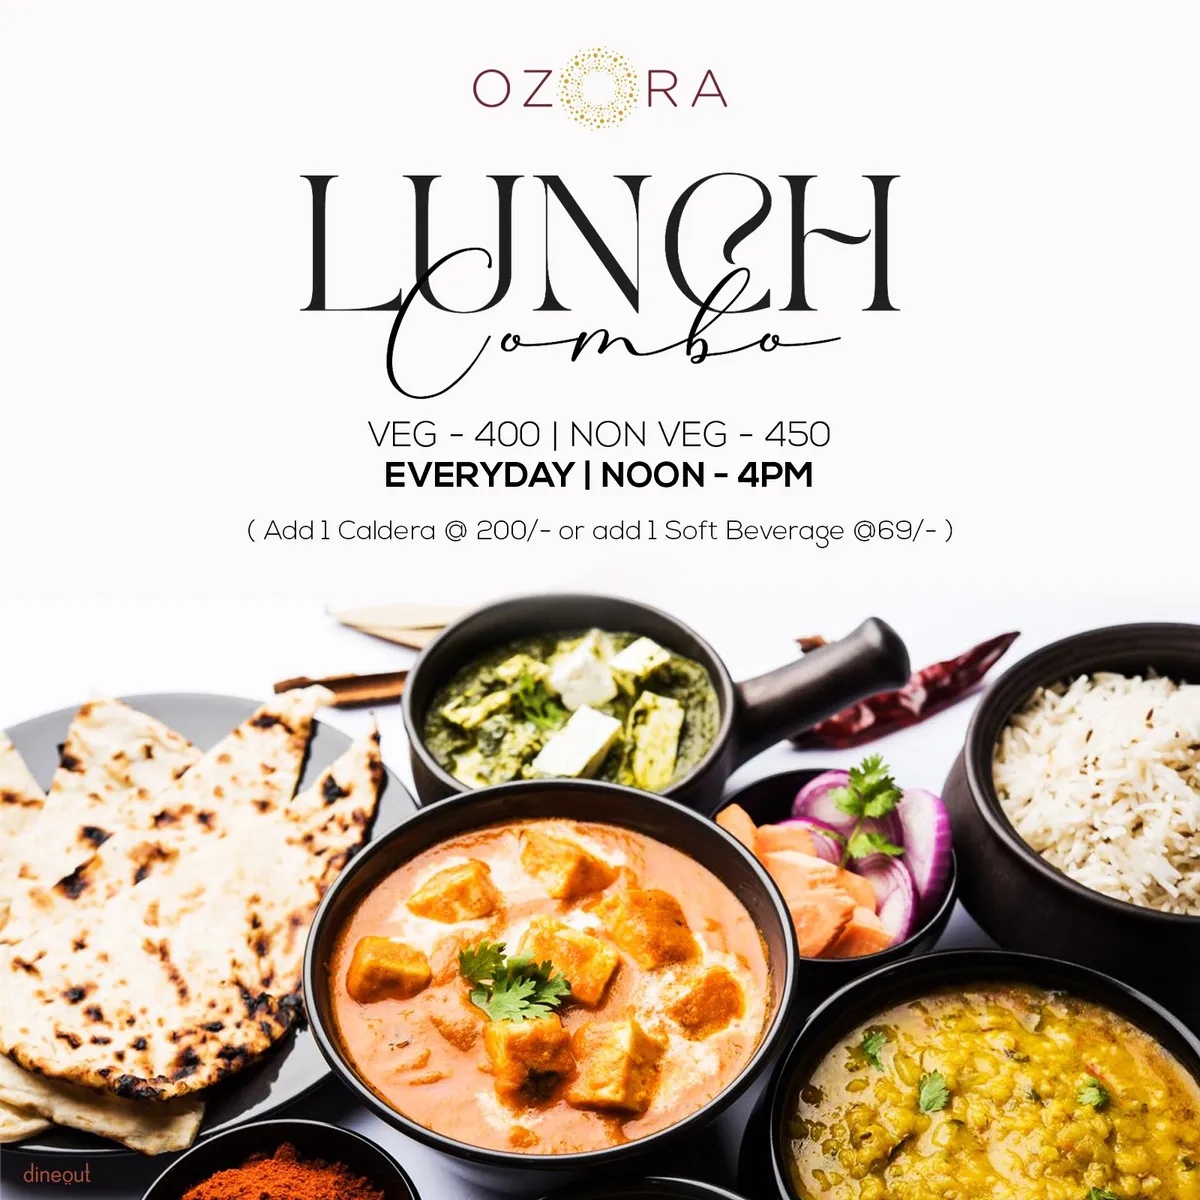 OZORA
LUNCH
Combo
VEG - 400 | NON VEG - 450
EVERYDAY | NOON - 4PM
( Add 1 Caldera @ 200/- or add 1 Soft Beverage @69/- )
dineout